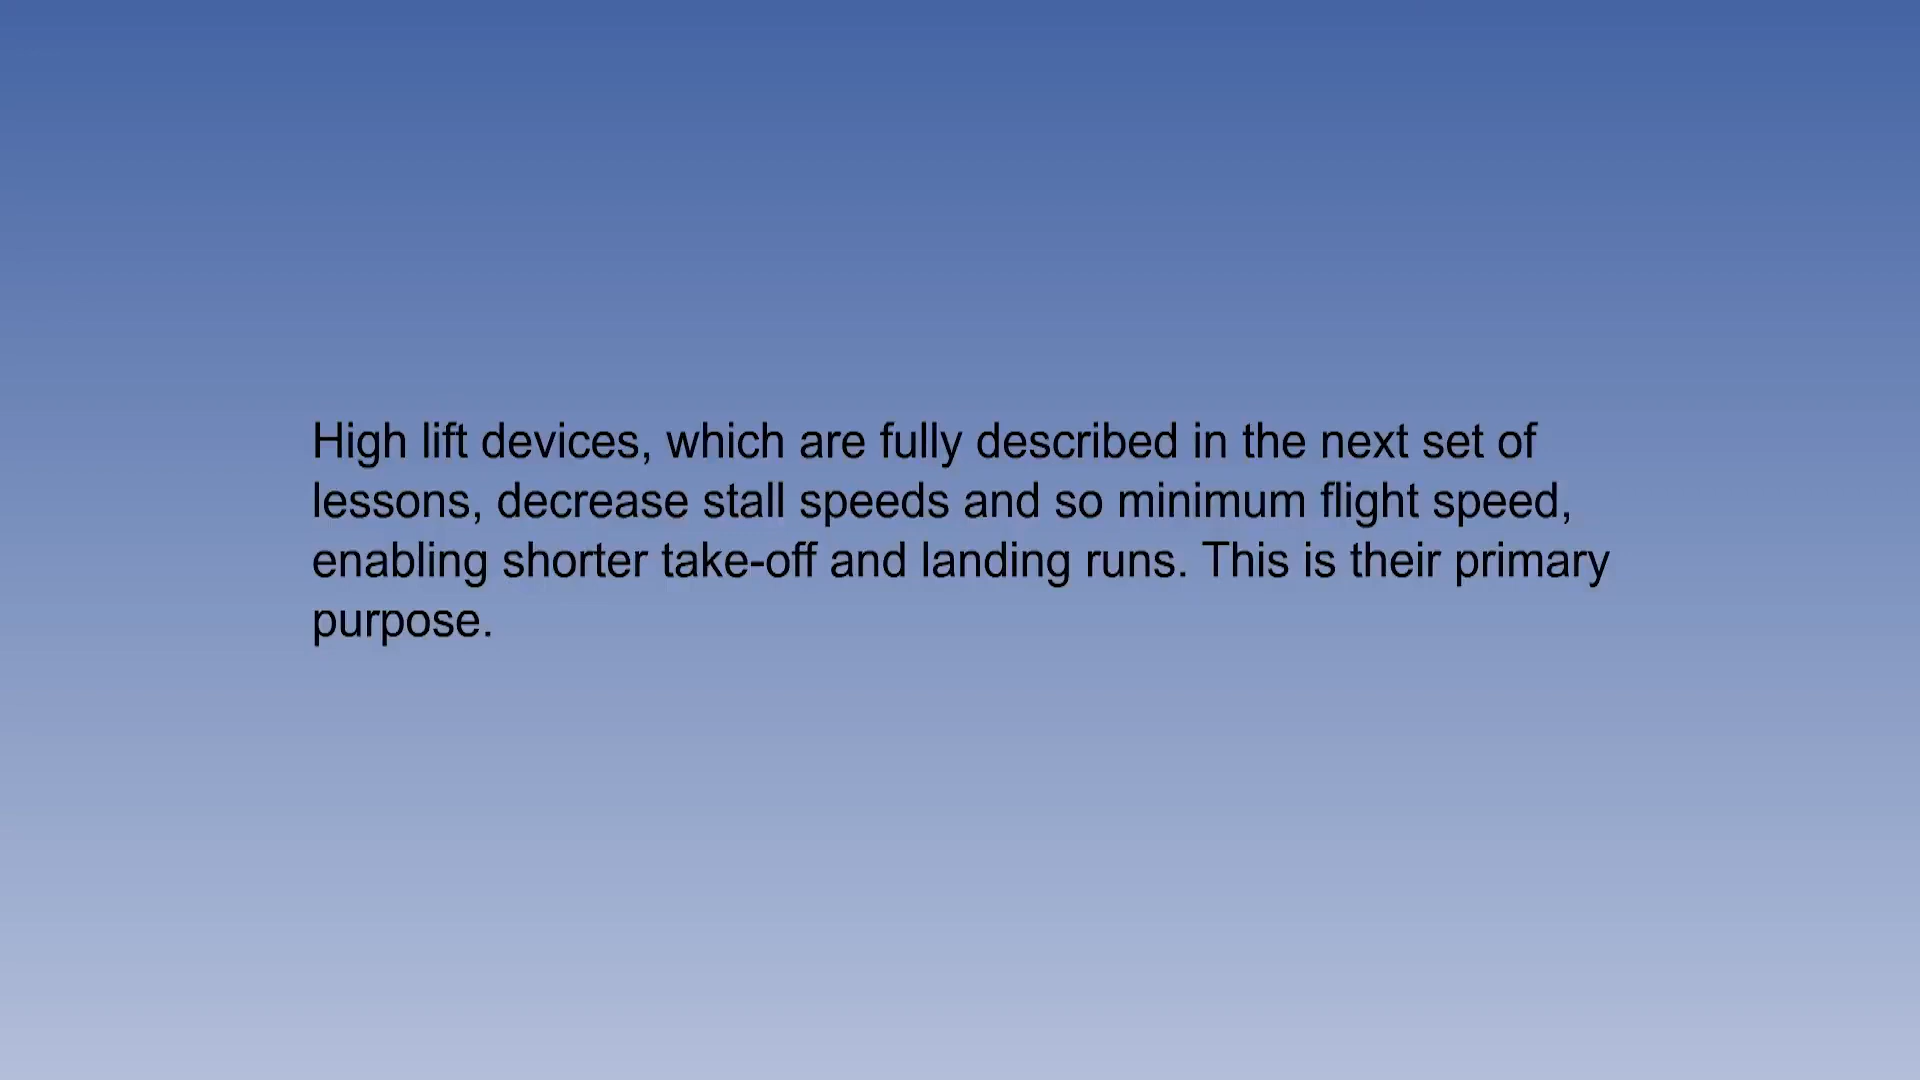 High lift devices, which are fully described in the next set of
lessons, decrease stall speeds and so minimum flight speed,
enabling shorter take-off and landing runs. This is their primary
purpose.